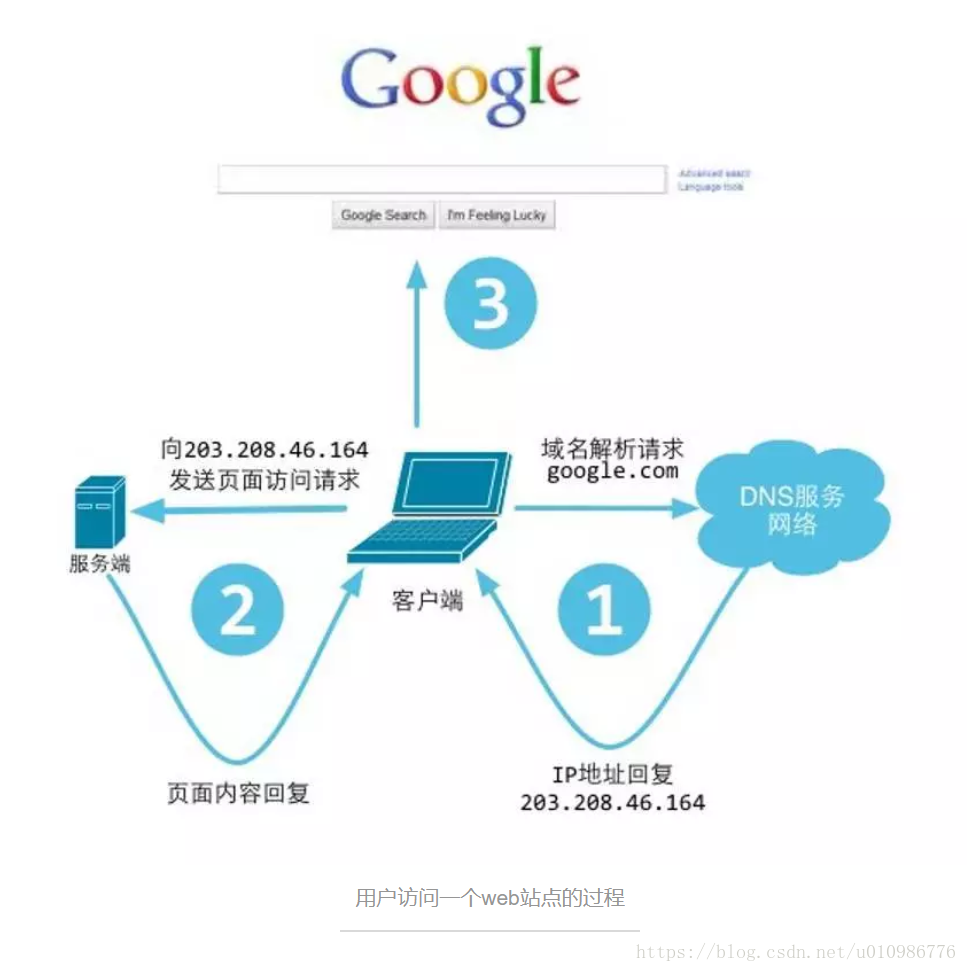 Google
Advanced search
Language tools
Google Search
I'm Feeling Lucky
3
向203.208.46.164
发送页面访问请求
域名解析请求
google.com
DNS服务
网络
服务端
2
客户端
1
页面内容回复
IP地址回复
203.208.46.164
用户访问一个web站点的过程
https://blog.csdn.net/u010986776